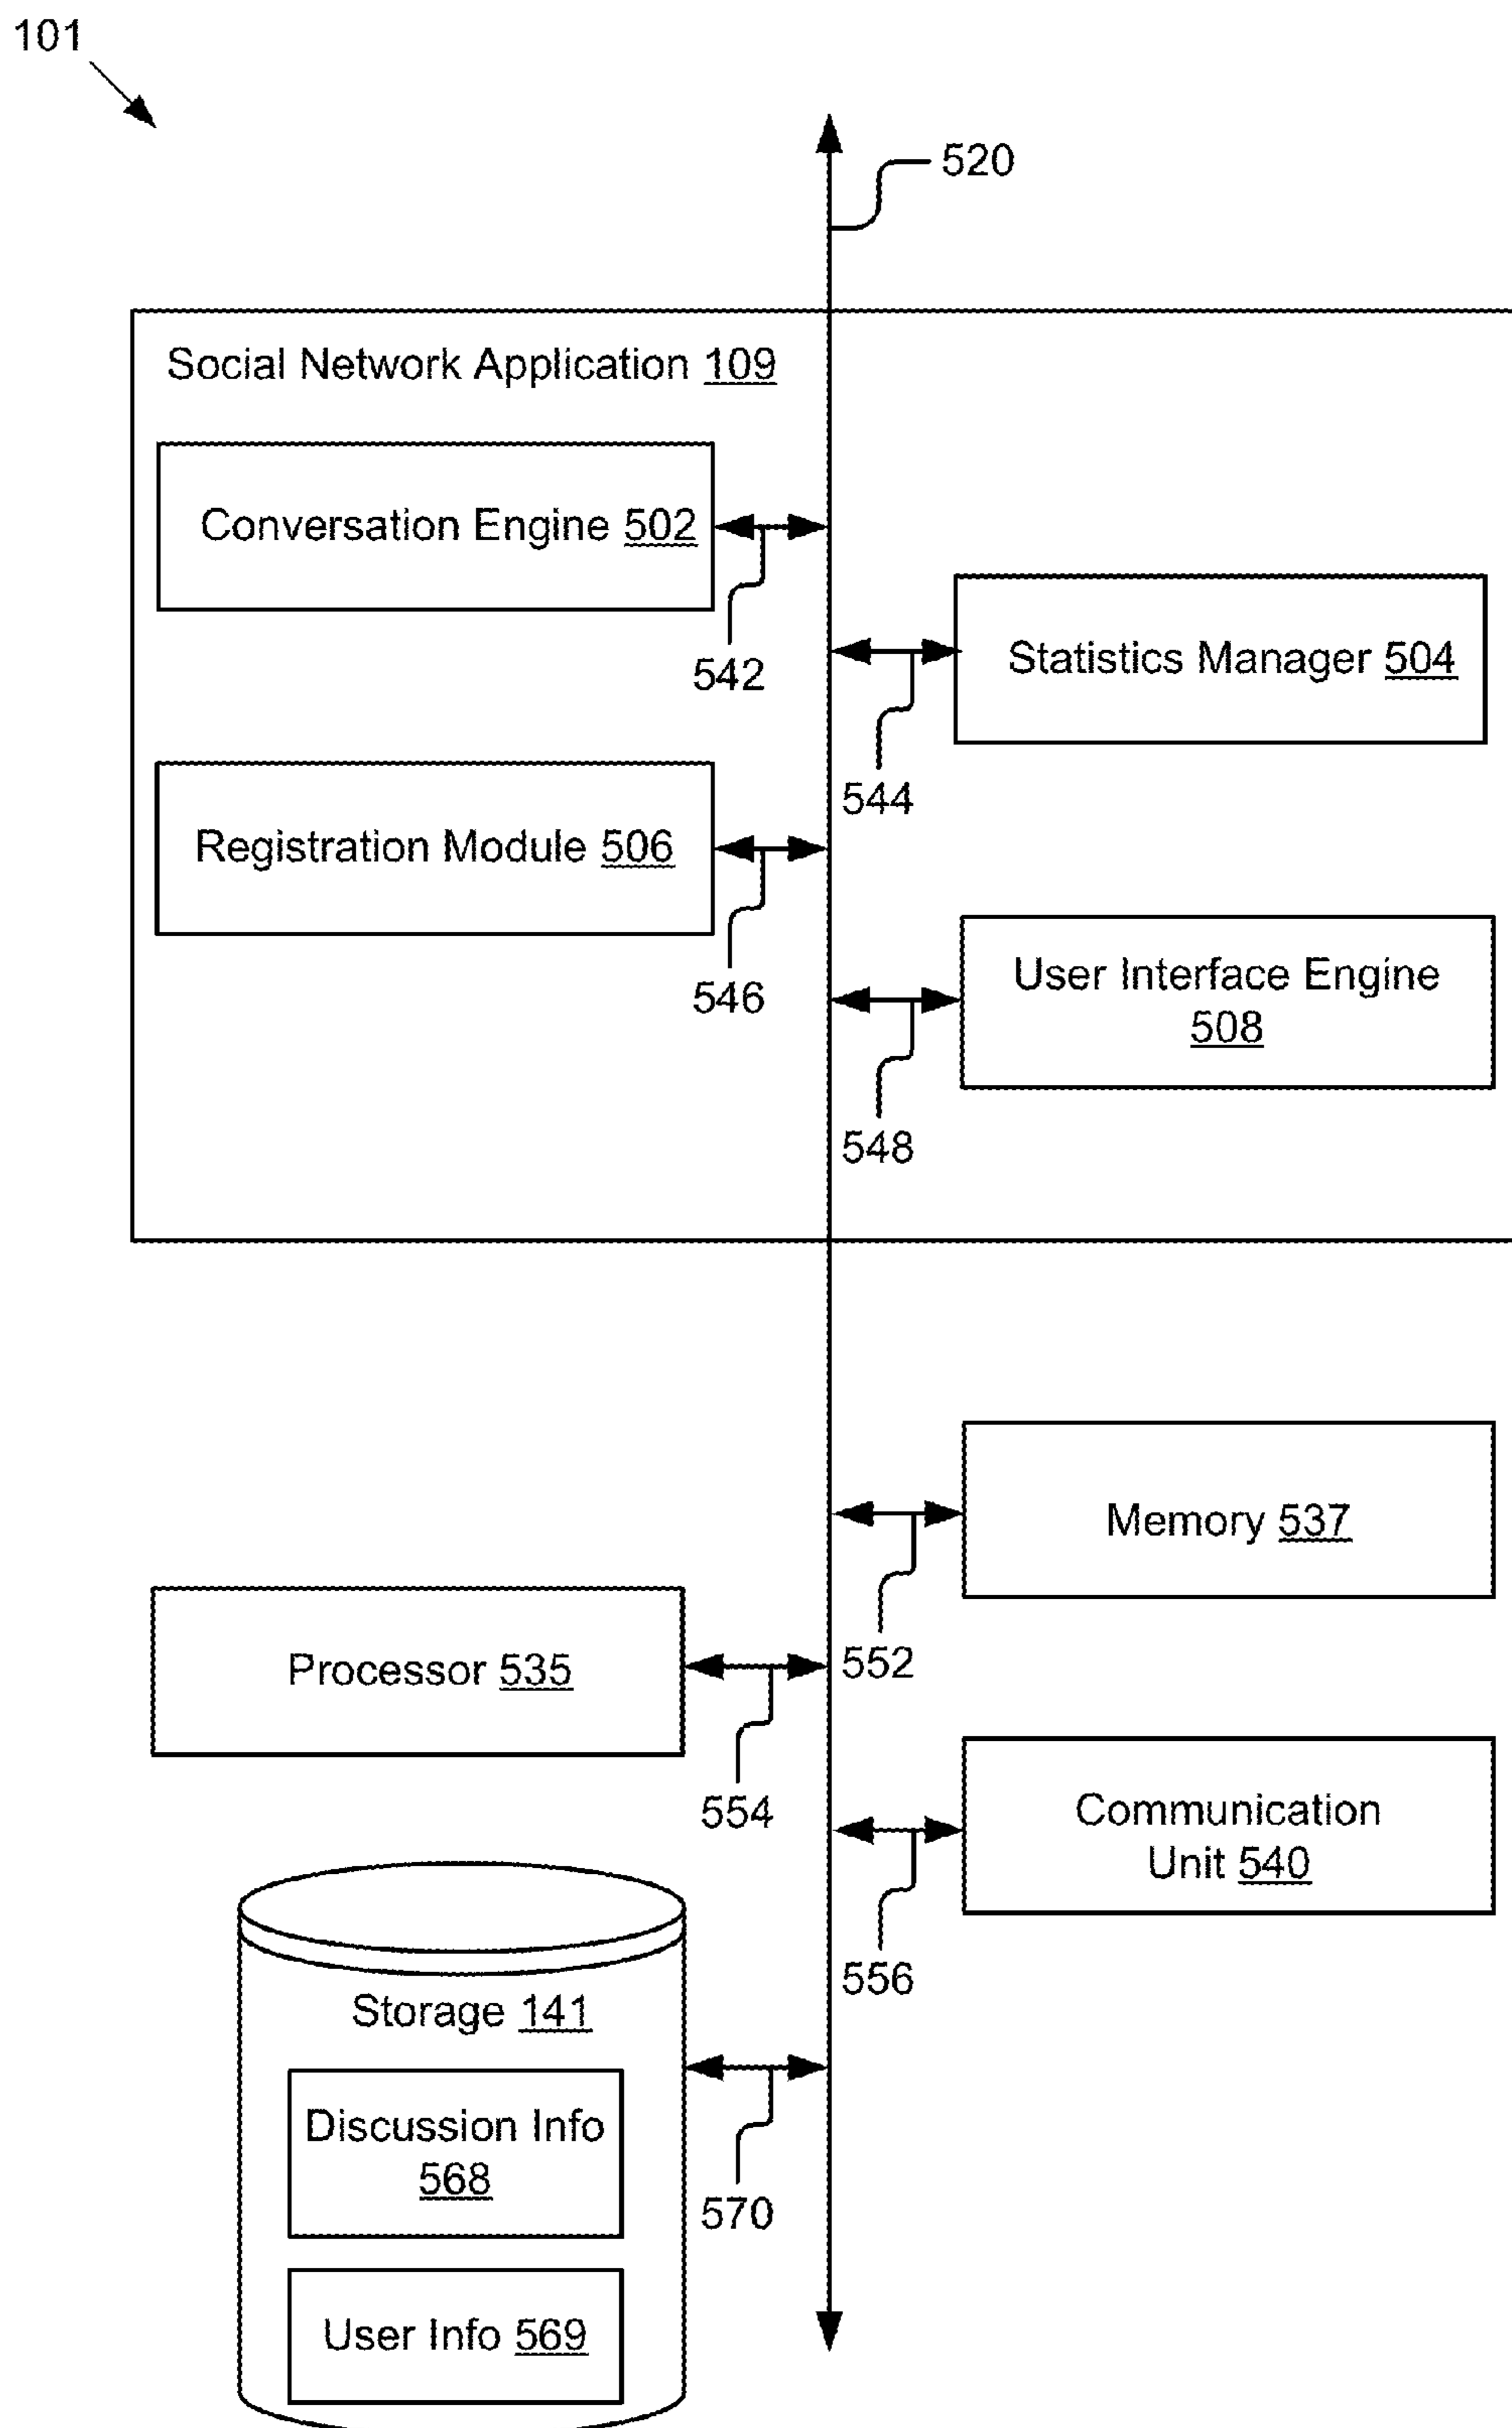 101
520
Social Network Application 109
Conversation Engine 502
542
Statistics Manager 504
544
Registration Module 506
546
User Interface Engine
508
548
Memory 537
552
Processor 535
554
Communication
Unit 540
556
Storage 141
Discussion Info
568
570
User Info 569